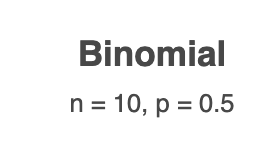 Binomial
n = 10, p = 0.5